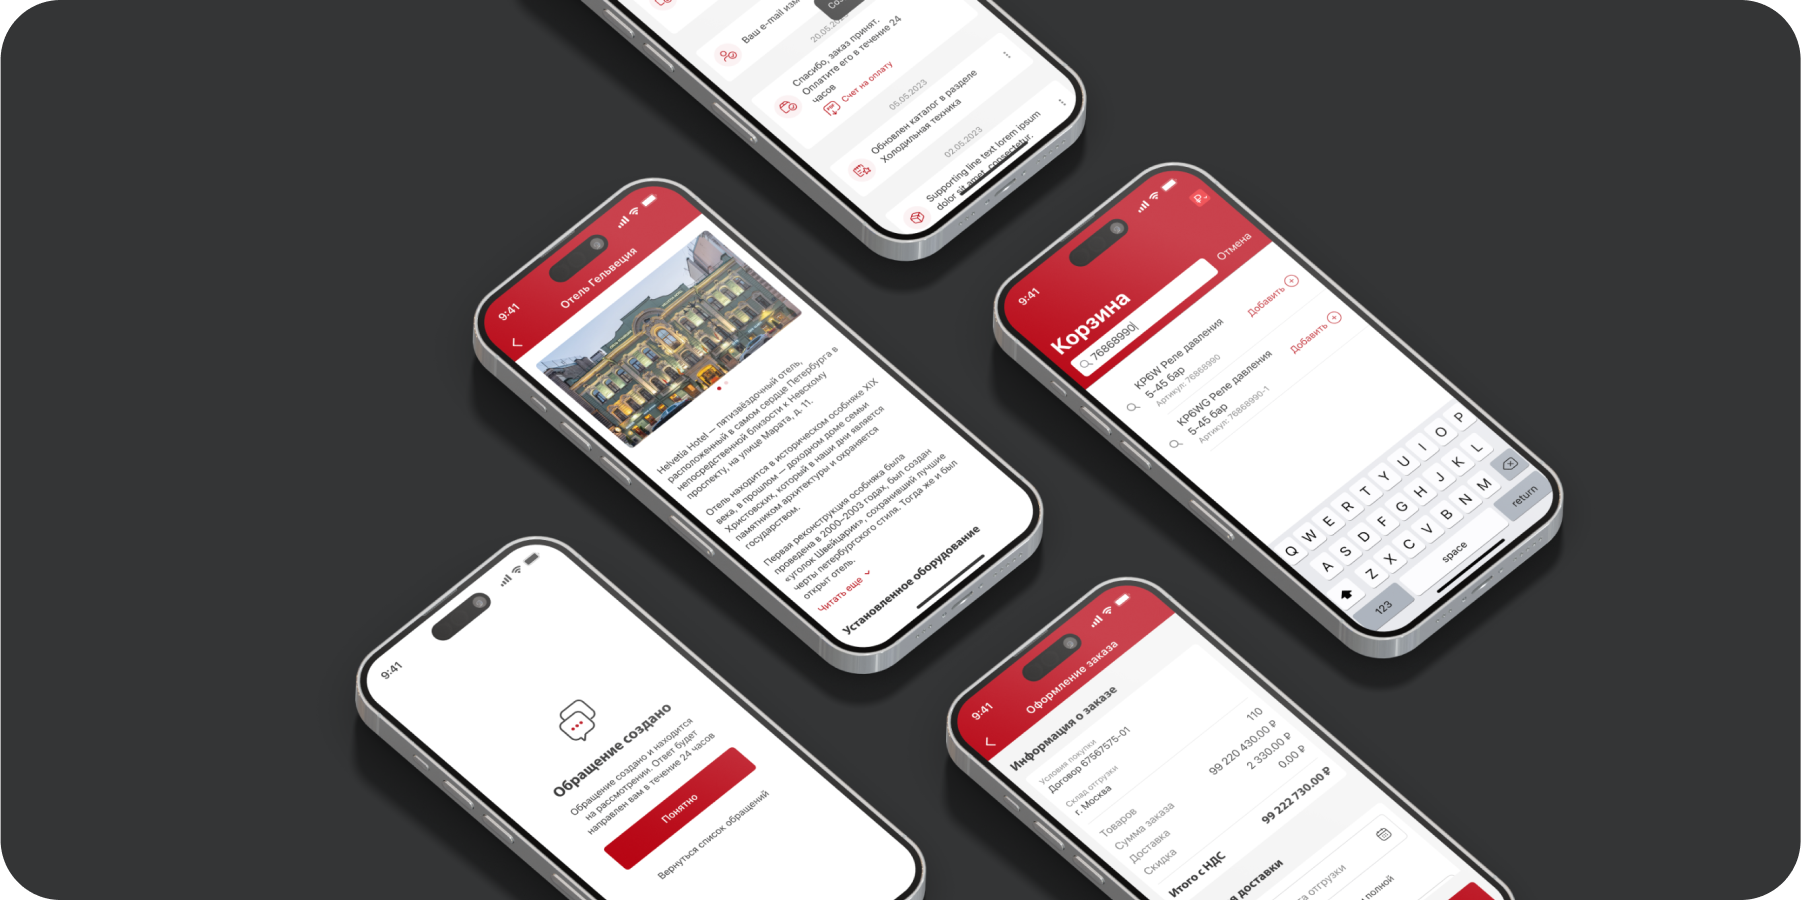 Ваш e-mail
20.05.20
Спасибо, заказ принят.
Оплатите его в течение 24
часов
Счет на оплату
05.05.2023
Обновлен каталог в разделе
Холодильная техника
02.05.2023
Supporting line text lorem ipsum
dolor sit amet, consectetur.
9:41
Отель Гельвеция
Helvetia Hotel — пятизвёздочный отель,
расположенный в самом сердце Петербурга в
непосредственной близости к Невскому
проспекту, на улице Марата, д. 11.
Отель находится в историческом особняке XIX
века, в прошлом — доходном доме семьи
Христовских, который в наши дни является
памятником архитектуры и охраняется
государством.
Первая реконструкция особняка была
проведена в 2000–2003 годах, был создан
«уголок Швейцарии», сохранивший лучшие
черты петербургского стиля. Тогда же и был
открыт отель.
Читать еще
Установленное оборудование
9:41
₽
Корзина
76868990
Отмена
KP6W Реле давления
5-45 бар
Артикул: 76868990
Добавить
KP6WG Реле давления
5-45 бар
Артикул: 76868990-1
Добавить
Q W E R T Y U I O P
A S D F G H J K L
Z X C V B N M
123 space return
9:41
Обращение создано
Обращение создано и находится
на рассмотрении. Ответ будет
направлен вам в течение 24 часов
Понятно
Вернуться список обращений
9:41
Оформление заказа
Информация о заказе
Условия покупки
Договор 67567575-01
Склад отгрузки
г. Москва
Товаров 110
Сумма заказа 99 220 430.00 ₽
Доставка 2 330.00 ₽
Скидка 0.00 ₽
Итого с НДС 99 222 730.00 ₽
доставки
отгрузки
полной